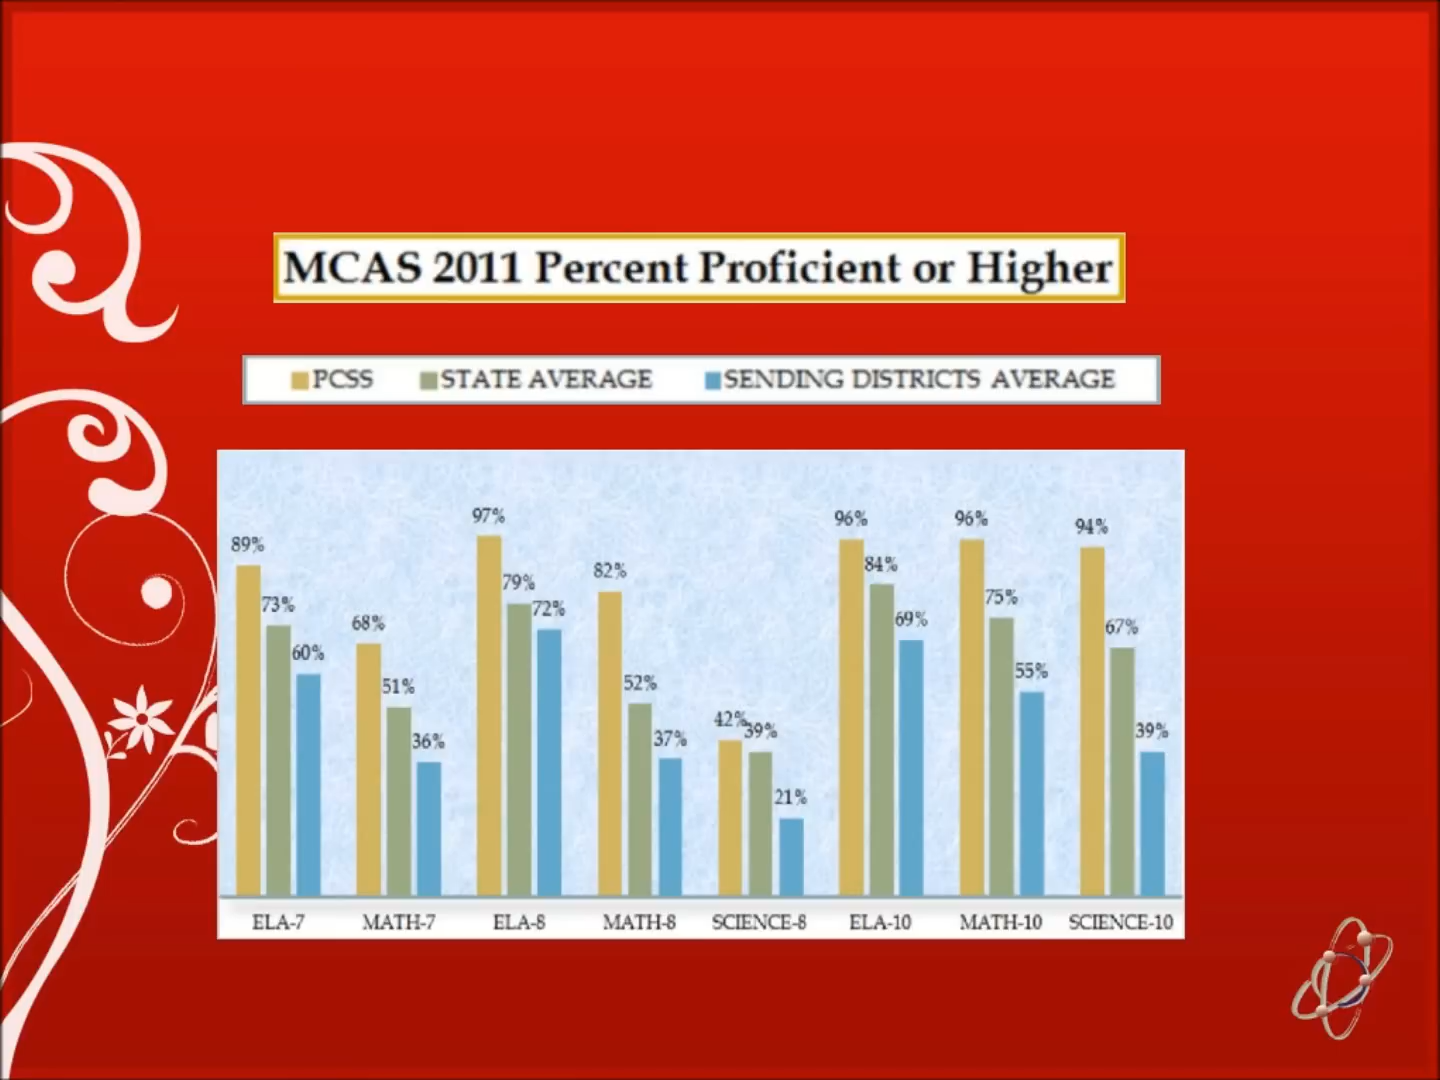 MCAS 2011 Percent Proficient or Higher
PCSS STATE AVERAGE SENDING DISTRICTS AVERAGE
89% 73% 60%
68% 51% 36%
97% 79% 72%
82% 52% 37%
42% 39% 21%
96% 84% 69%
96% 75% 55%
94% 67% 39%
ELA-7 MATH-7 ELA-8 MATH-8 SCIENCE-8 ELA-10 MATH-10 SCIENCE-10